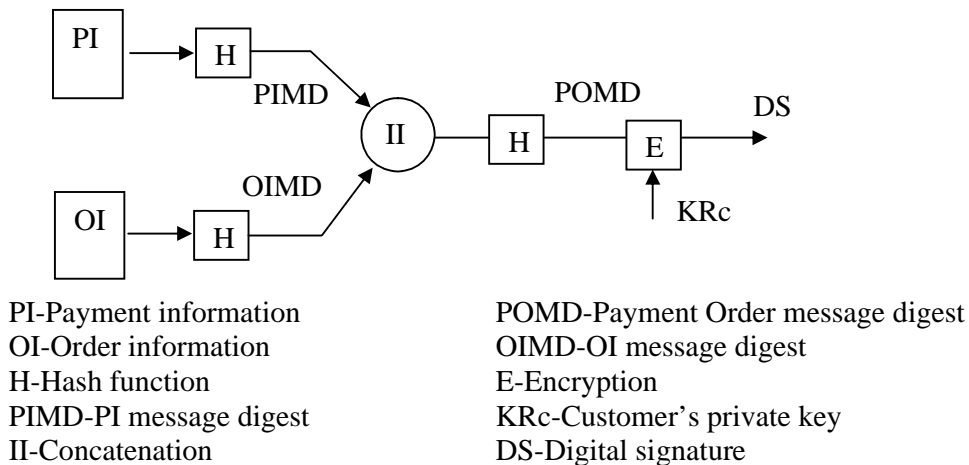 PI
H
PIMD
II
POMD
DS
H
E
OIMD
KRc
OI
H
PI-Payment information
POMD-Payment Order message digest
OI-Order information
OIMD-OI message digest
H-Hash function
E-Encryption
PIMD-PI message digest
KRc-Customer's private key
II-Concatenation
DS-Digital signature